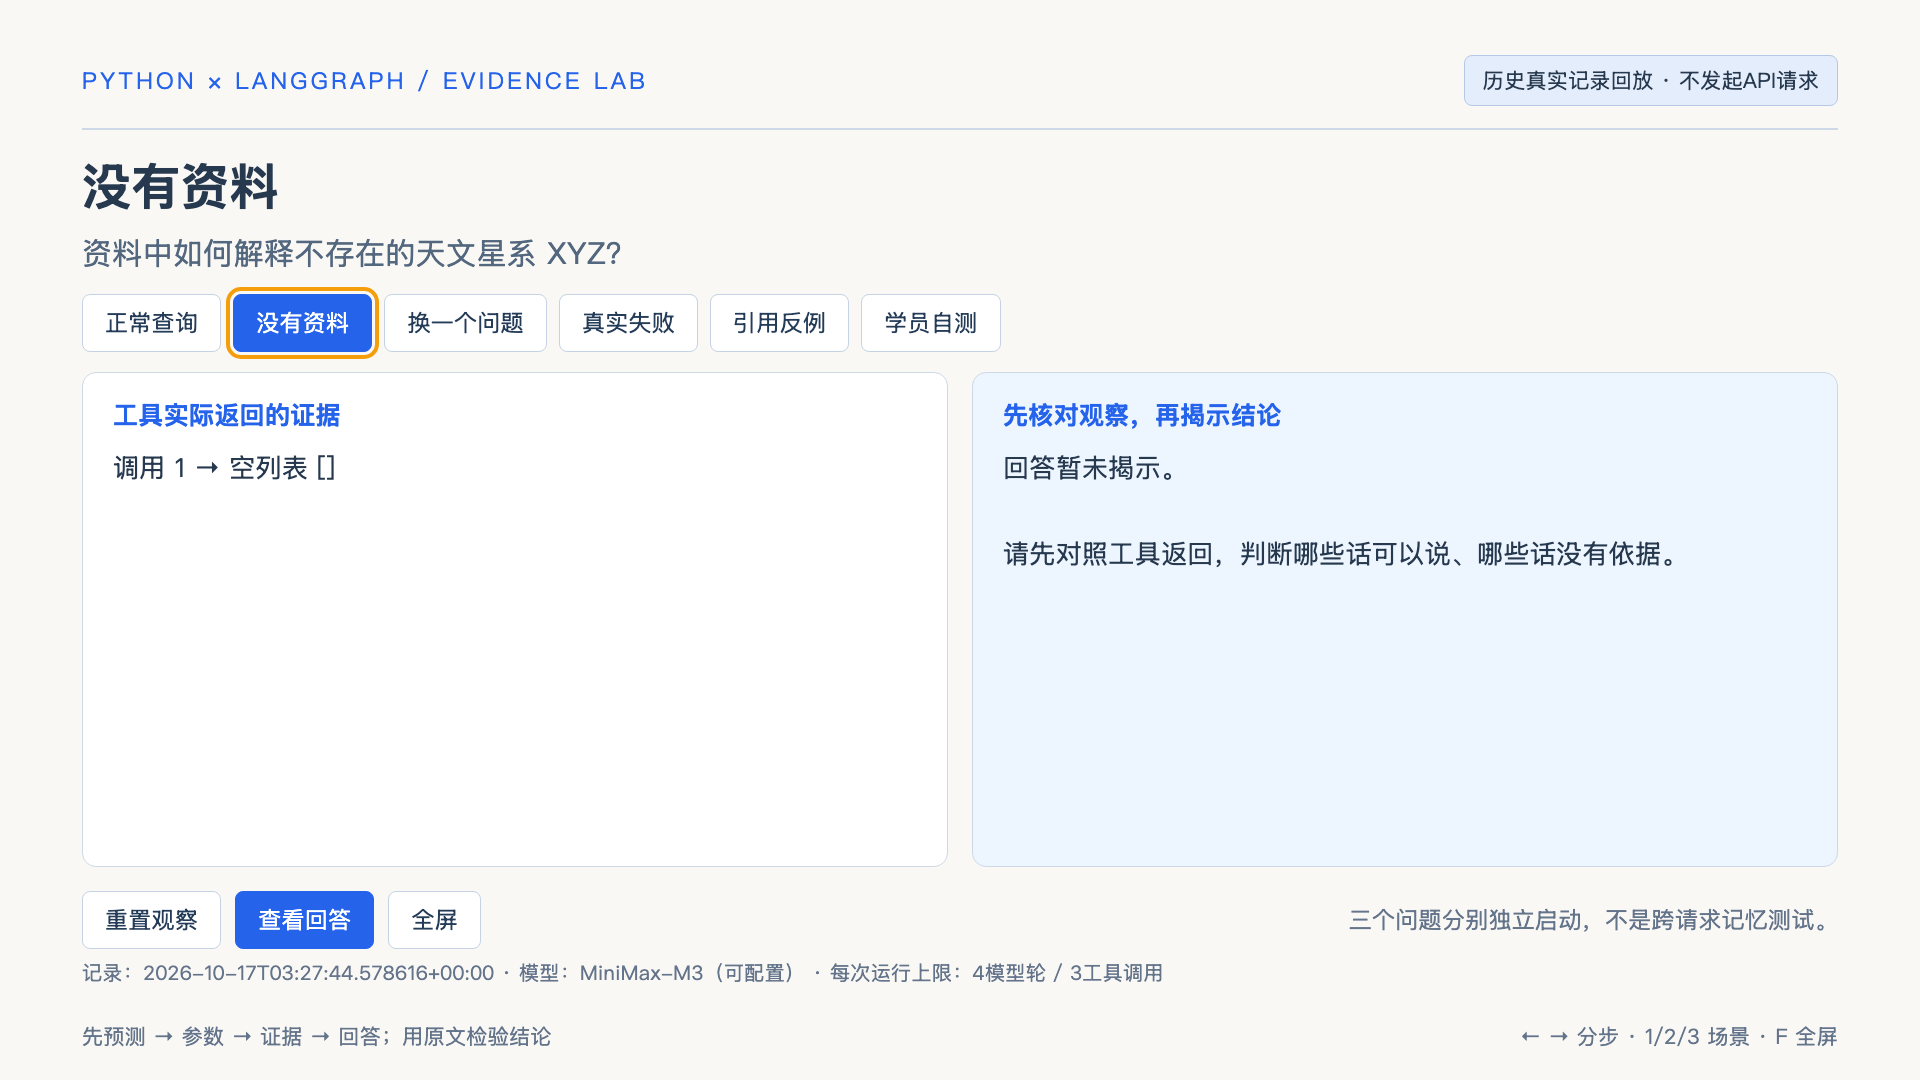 PYTHON × LANGGRAPH / EVIDENCE LAB
历史真实记录回放 · 不发起API请求
没有资料
资料中如何解释不存在的天文星系 XYZ?
正常查询
没有资料
换一个问题
真实失败
引用反例
学员自测
工具实际返回的证据
调用 1 → 空列表 []
先核对观察，再揭示结论
回答暂未揭示。
请先对照工具返回，判断哪些话可以说、哪些话没有依据。
重置观察
查看回答
全屏
三个问题分别独立启动，不是跨请求记忆测试。
记录：2026-10-17T03:27:44.578616+00:00 · 模型：MiniMax-M3（可配置） · 每次运行上限：4模型轮 / 3工具调用
先预测 → 参数 → 证据 → 回答；用原文检验结论
← → 分步 · 1/2/3 场景 · F 全屏